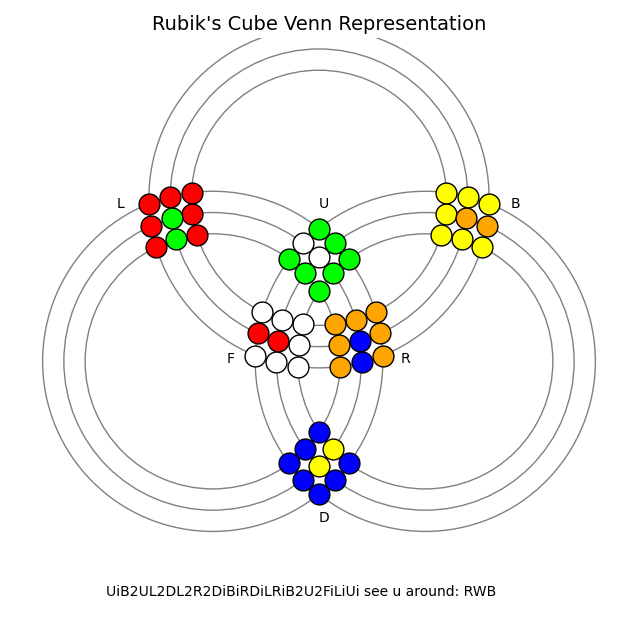 Rubik's Cube Venn Representation
L
U
B
F
R
D
UiB2UL2DL2R2DiBiRDiLRiB2U2FiLiUi see u around: RWB